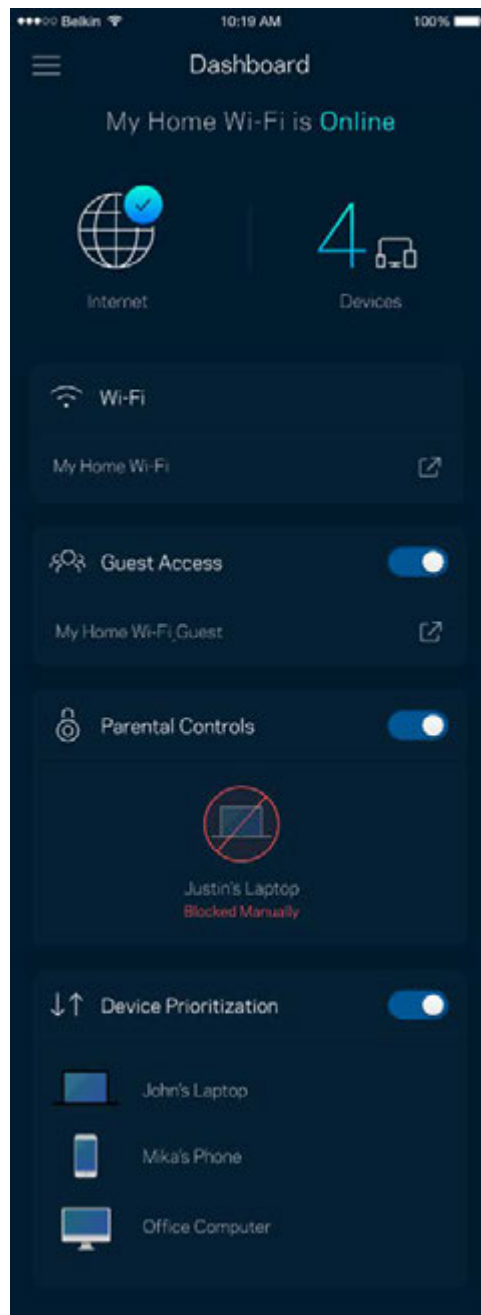 Belkin 10:19 AM 100%
Dashboard
My Home Wi-Fi is Online
4
Internet Devices
Wi-Fi
My Home Wi-Fi
Guest Access
My Home Wi-Fi_Guest
Parental Controls
Justin's Laptop
Blocked Manually
Device Prioritization
John's Laptop
Mika's Phone
Office Computer